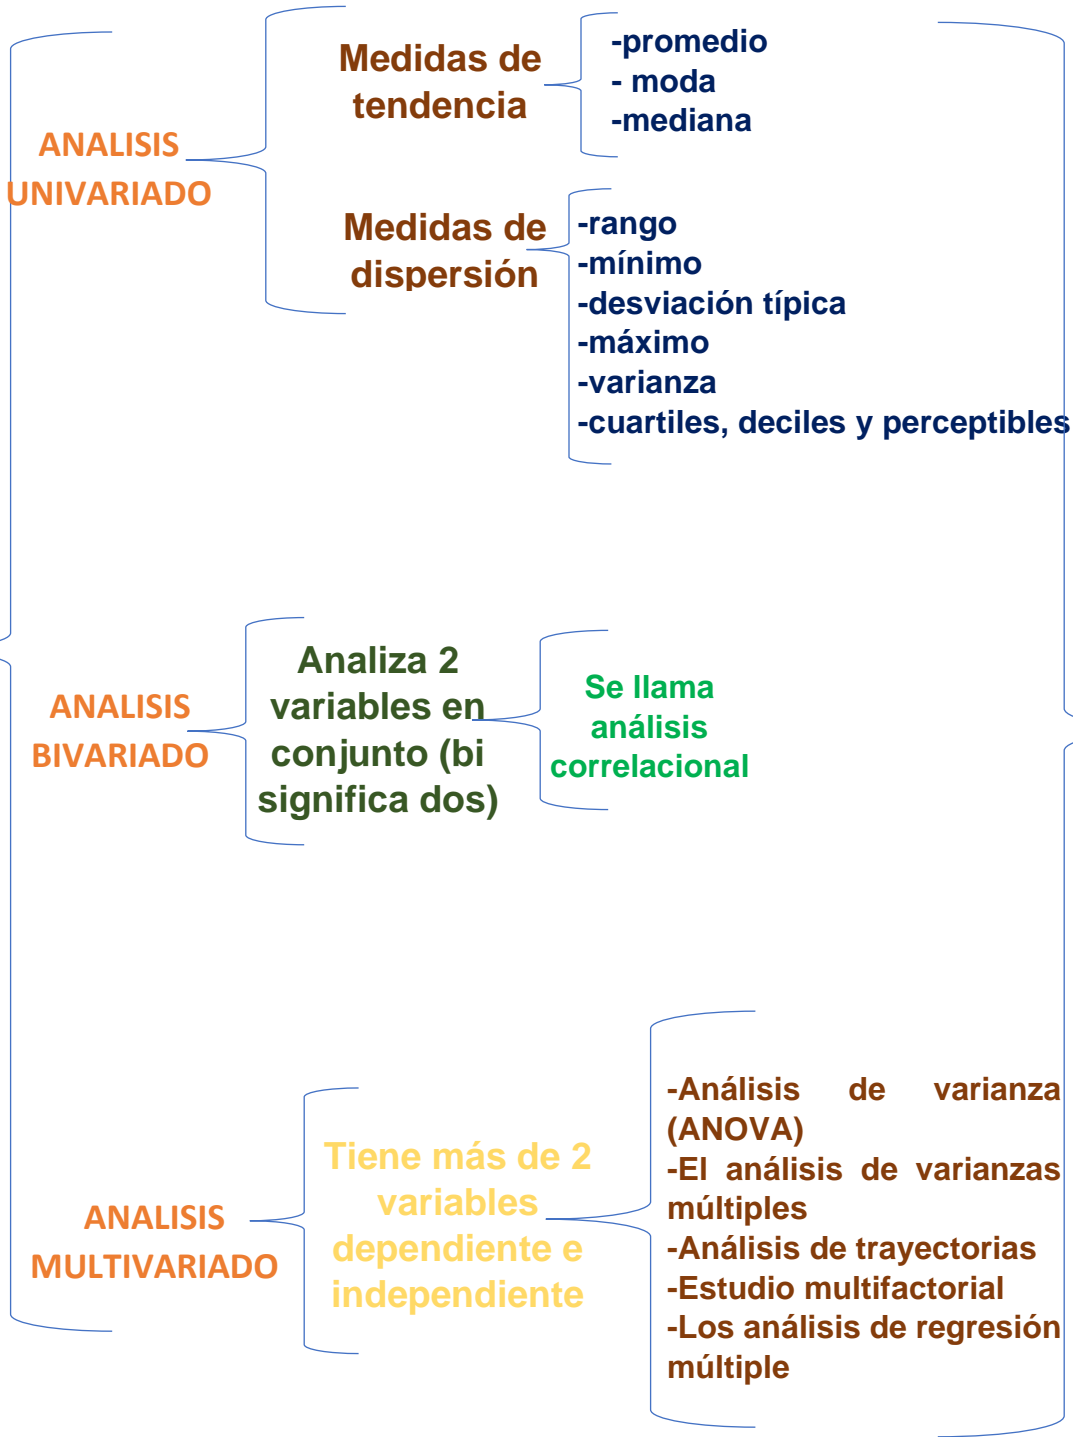 ANALISIS
UNIVARIADO
Medidas de
tendencia
-promedio
- moda
-mediana
Medidas de
dispersión
-rango
-mínimo
-desviación típica
-máximo
-varianza
-cuartiles, deciles y perceptibles
ANALISIS
BIVARIADO
Analiza 2
variables en
conjunto (bi
significa dos)
Se llama
análisis
correlacional
ANALISIS
MULTIVARIADO
Tiene más de 2
variables
dependiente e
independiente
-Análisis de varianza
(ANOVA)
-El análisis de varianzas
múltiples
-Análisis de trayectorias
-Estudio multifactorial
-Los análisis de regresión
múltiple